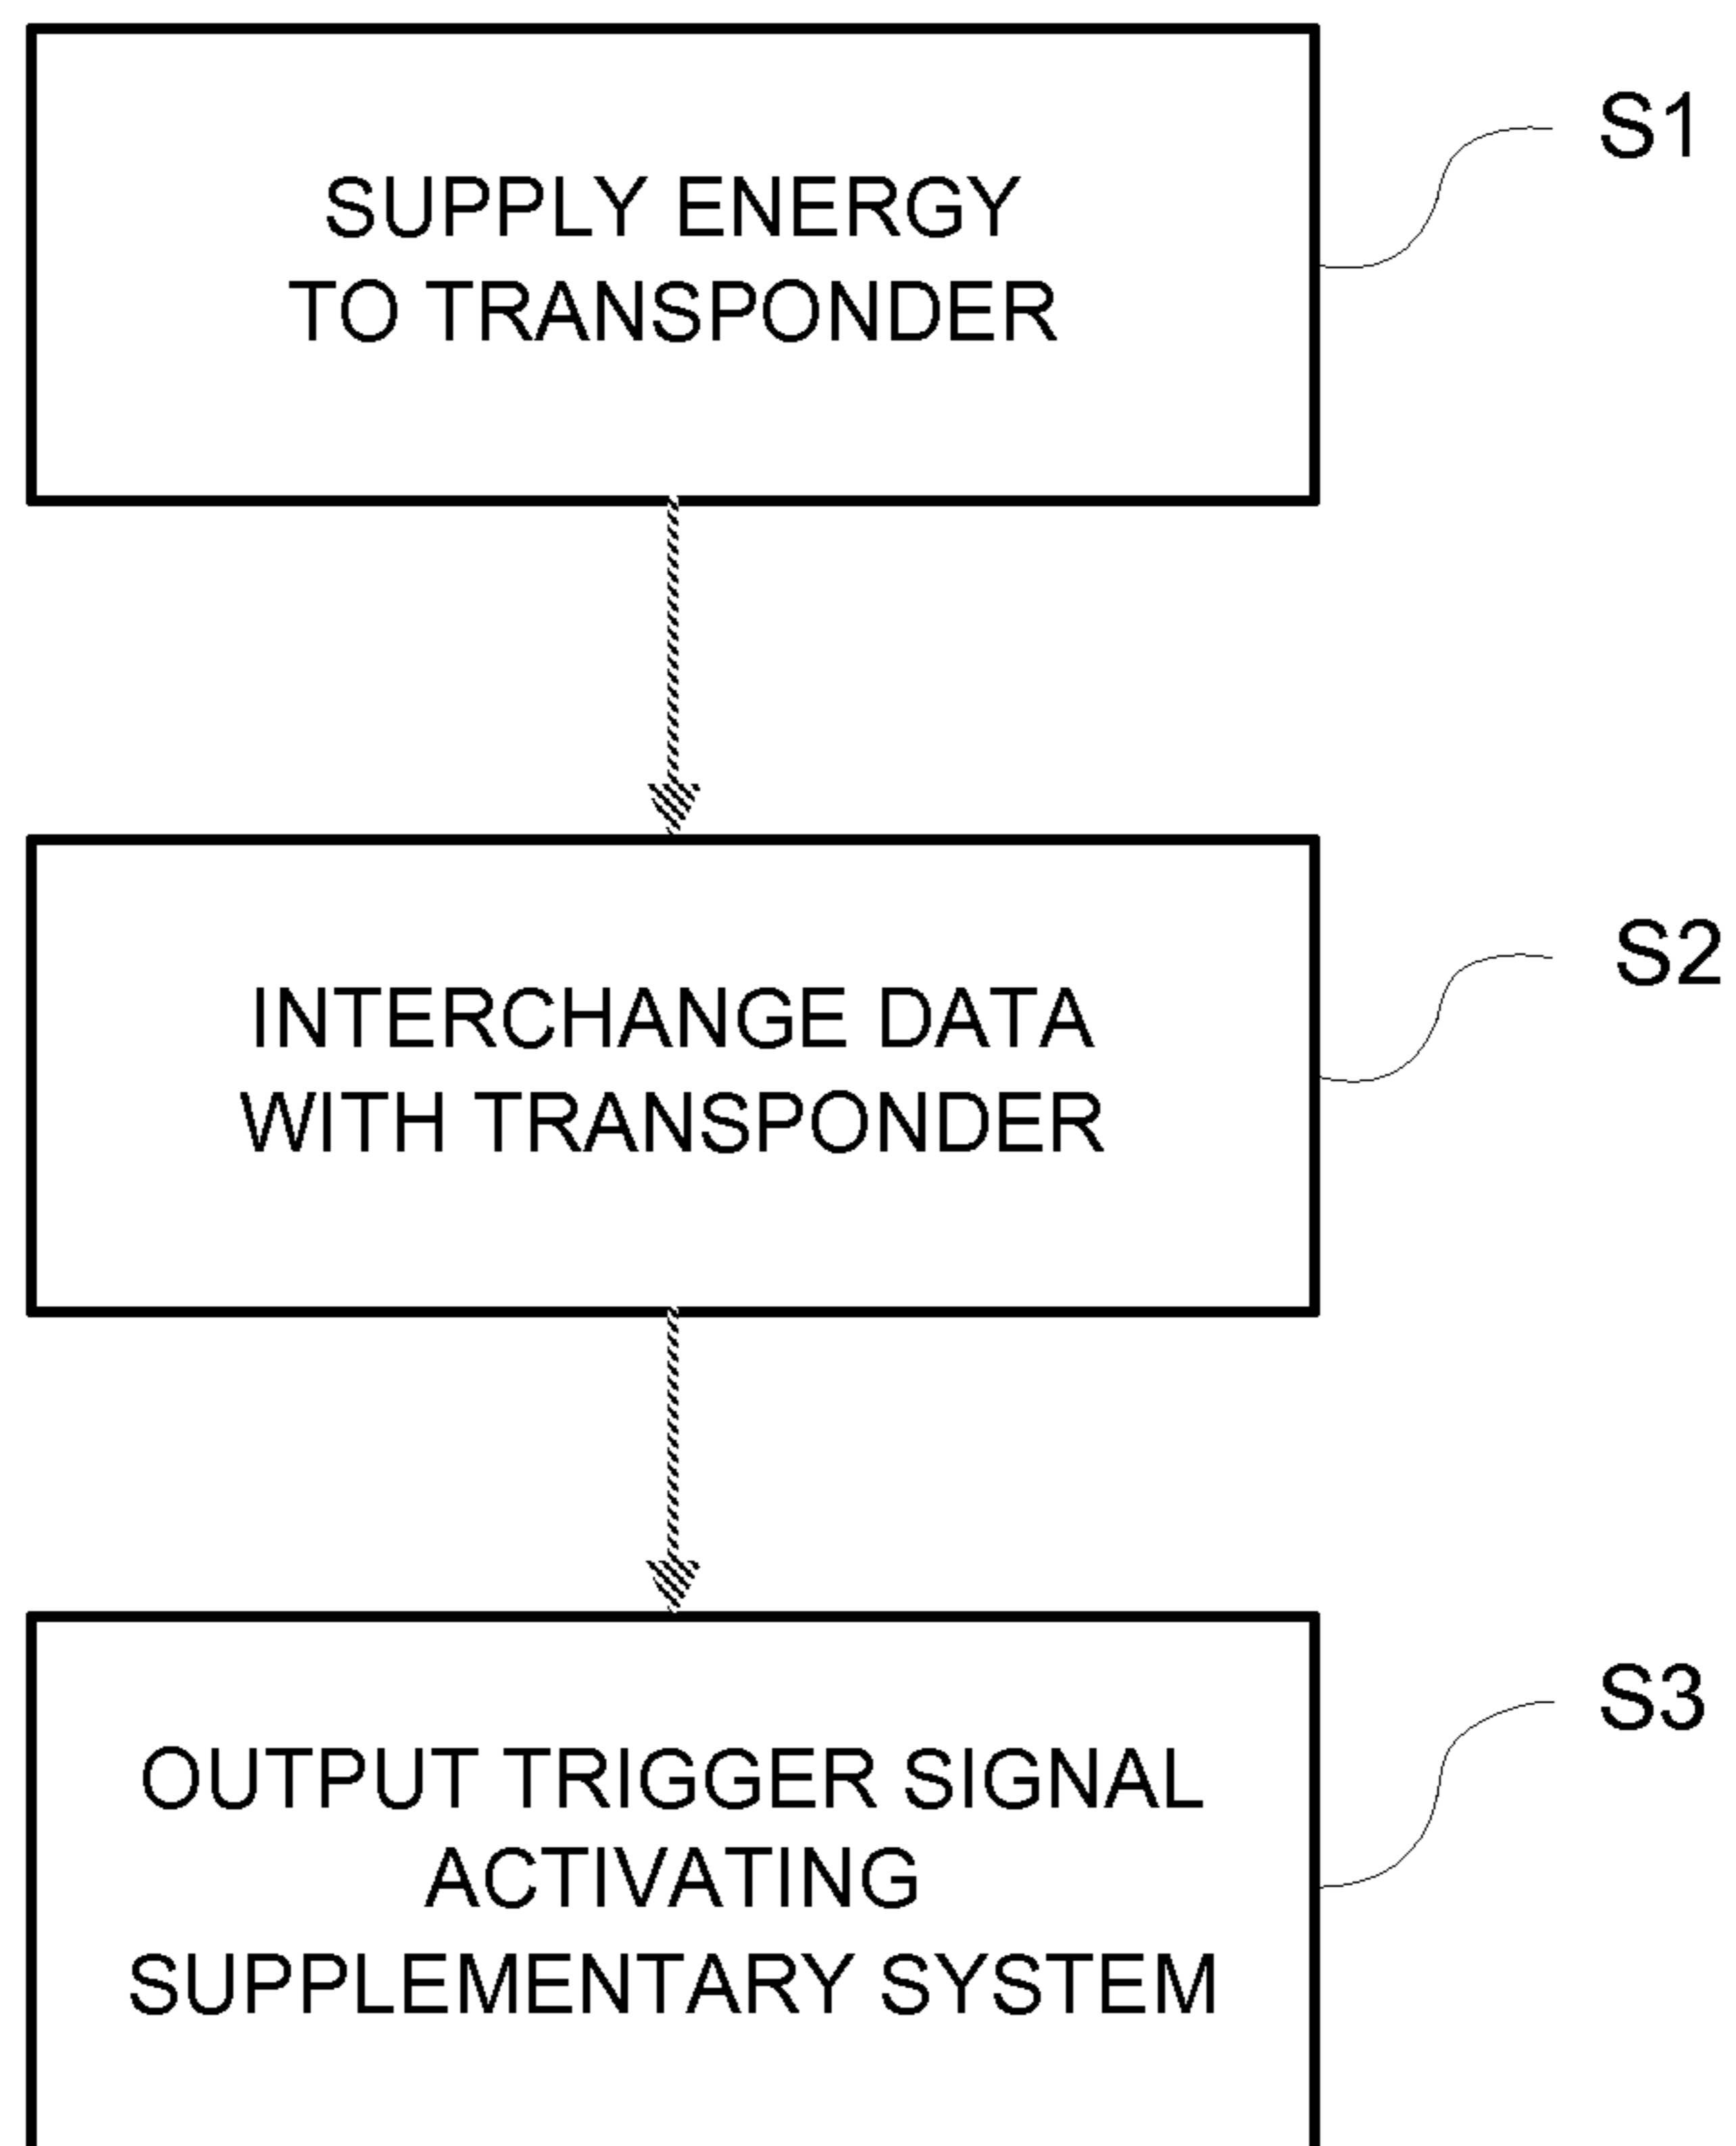 SUPPLY ENERGY
TO TRANSPONDER
S1
INTERCHANGE DATA
WITH TRANSPONDER
S2
OUTPUT TRIGGER SIGNAL
ACTIVATING
SUPPLEMENTARY SYSTEM
S3